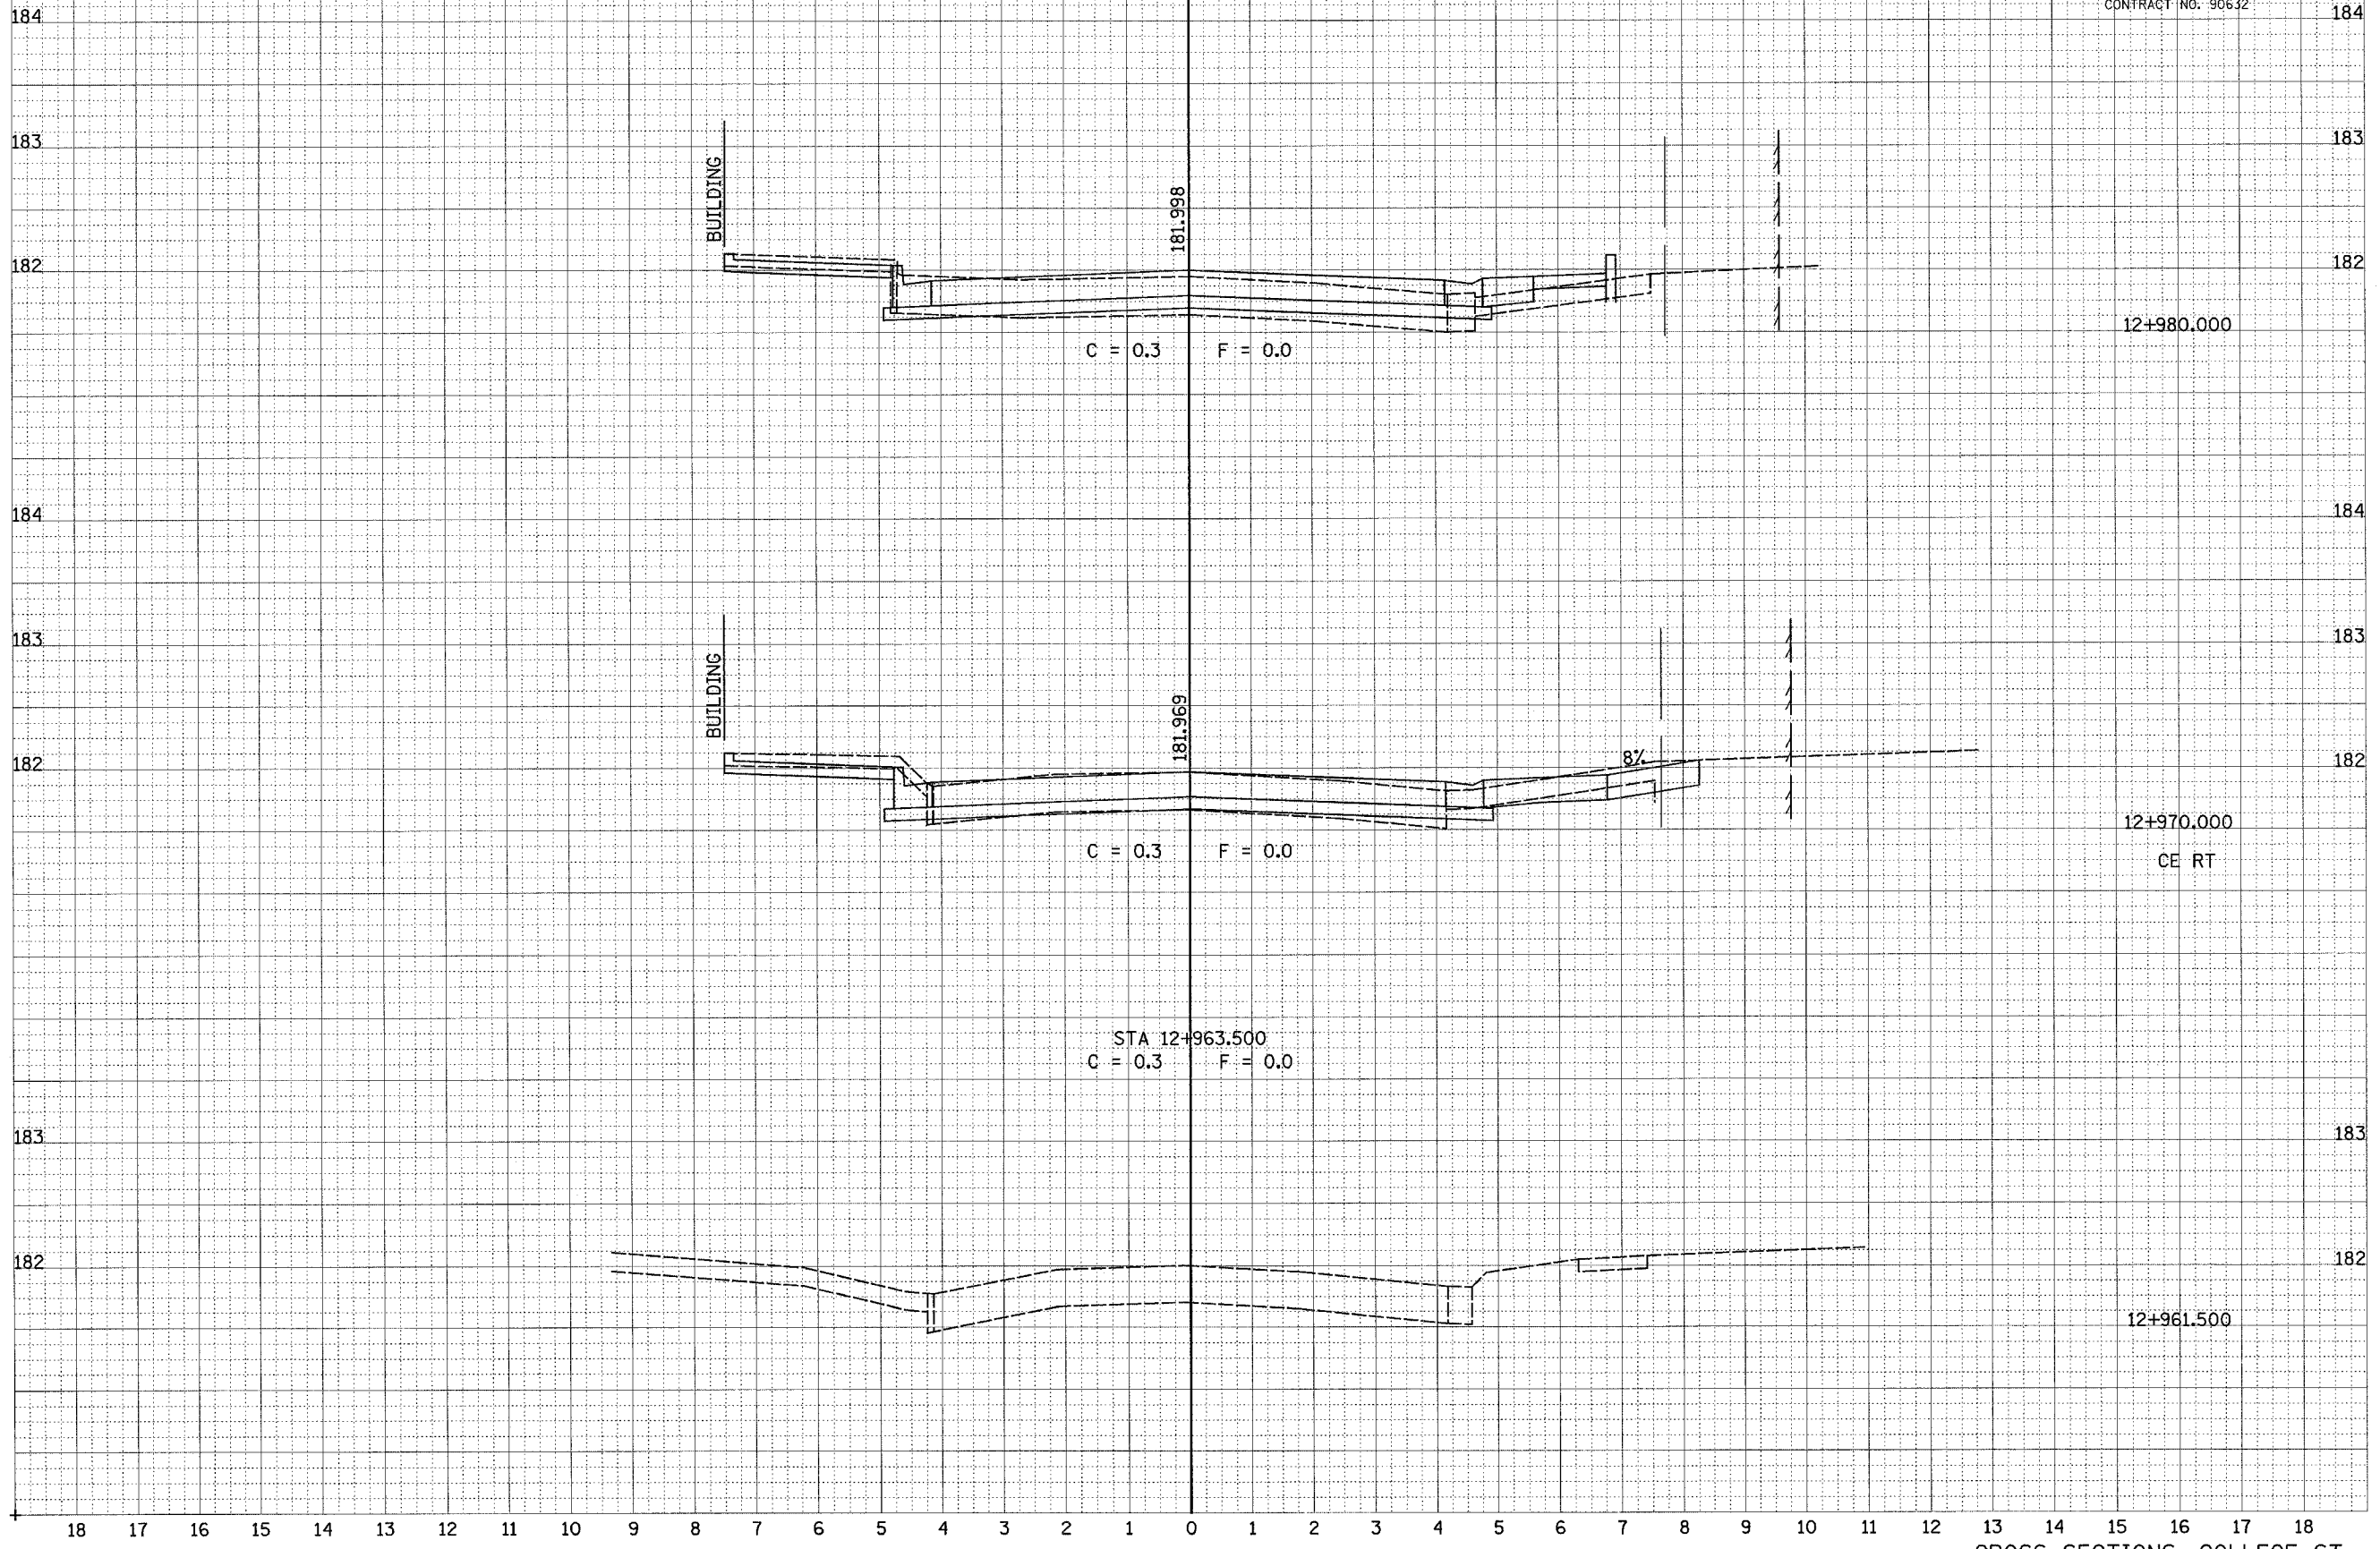 CONTRACT NO. 90632
184 184
183 183
BUILDING
181.998
182 182
12+980.000
C = 0.3 F = 0.0
184 184
183 183
BUILDING
181.969
8%
182 182
12+970.000
C = 0.3 F = 0.0
CE RT
STA 12+963.500
C = 0.3 F = 0.0
183 183
182 182
12+961.500
18 17 16 15 14 13 12 11 10 9 8 7 6 5 4 3 2 1 0 1 2 3 4 5 6 7 8 9 10 11 12 13 14 15 16 17 18
CROSS SECTIONS COLLEGE ST